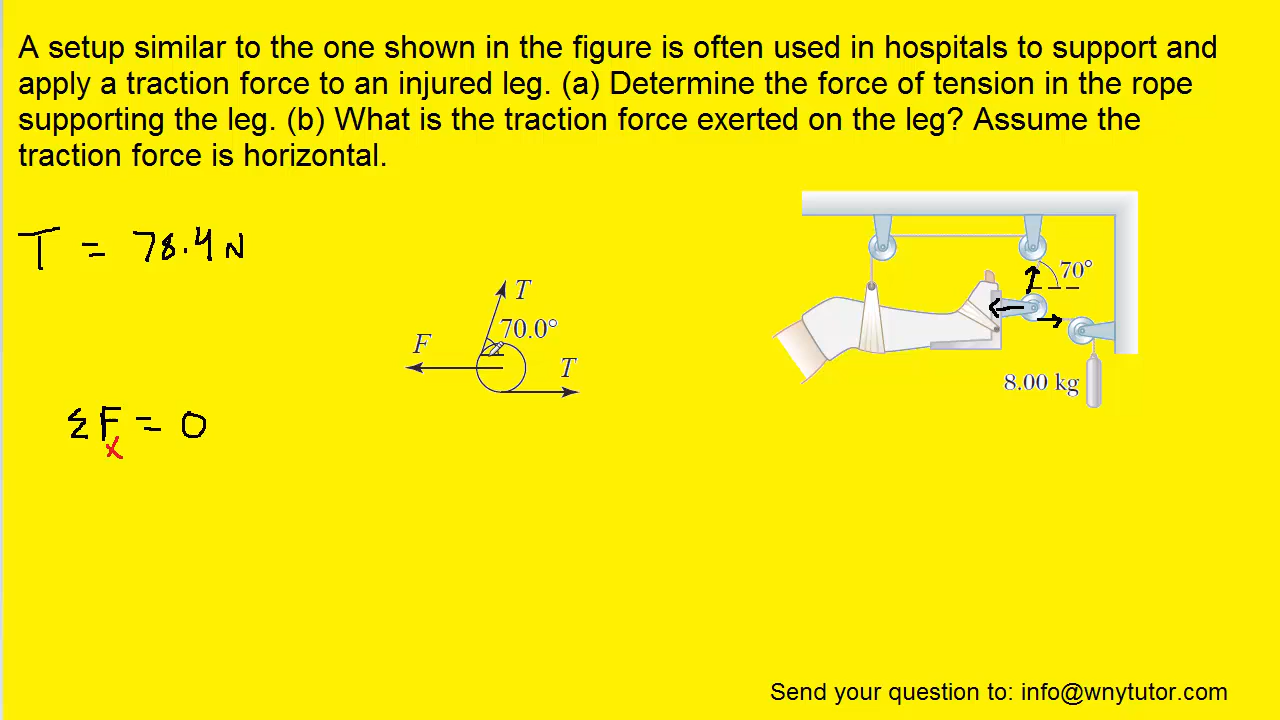 A setup similar to the one shown in the figure is often used in hospitals to support and
apply a traction force to an injured leg. (a) Determine the force of tension in the rope
supporting the leg. (b) What is the traction force exerted on the leg? Assume the
traction force is horizontal.
T = 78.4 N
70°
T
70.0°
F
T
8.00 kg
ΣFx = 0
Send your question to: info@wnytutor.com